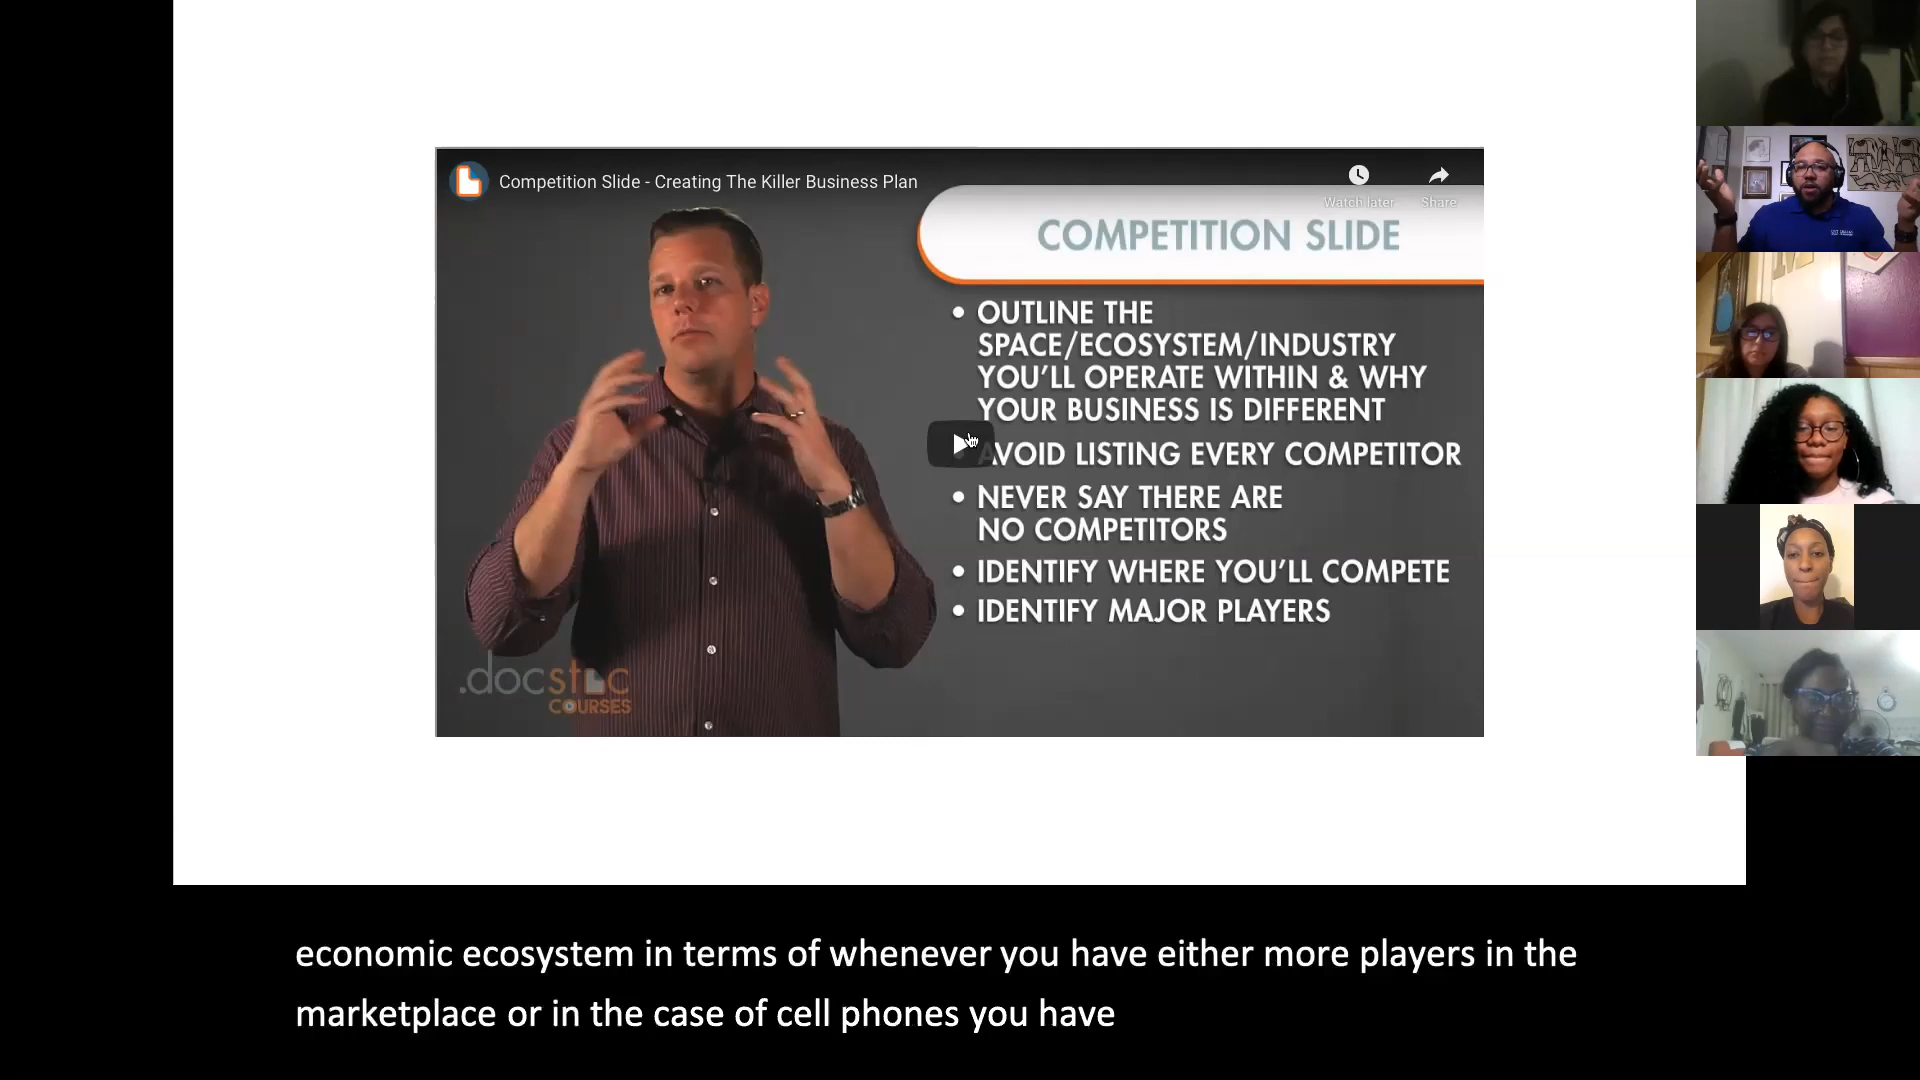 Competition Slide - Creating The Killer Business Plan
Watch later
Share
COMPETITION SLIDE
• OUTLINE THE
SPACE/ECOSYSTEM/INDUSTRY
YOU'LL OPERATE WITHIN & WHY
YOUR BUSINESS IS DIFFERENT
• AVOID LISTING EVERY COMPETITOR
• NEVER SAY THERE ARE
NO COMPETITORS
• IDENTIFY WHERE YOU'LL COMPETE
• IDENTIFY MAJOR PLAYERS
.docstoc
COURSES
economic ecosystem in terms of whenever you have either more players in the
marketplace or in the case of cell phones you have